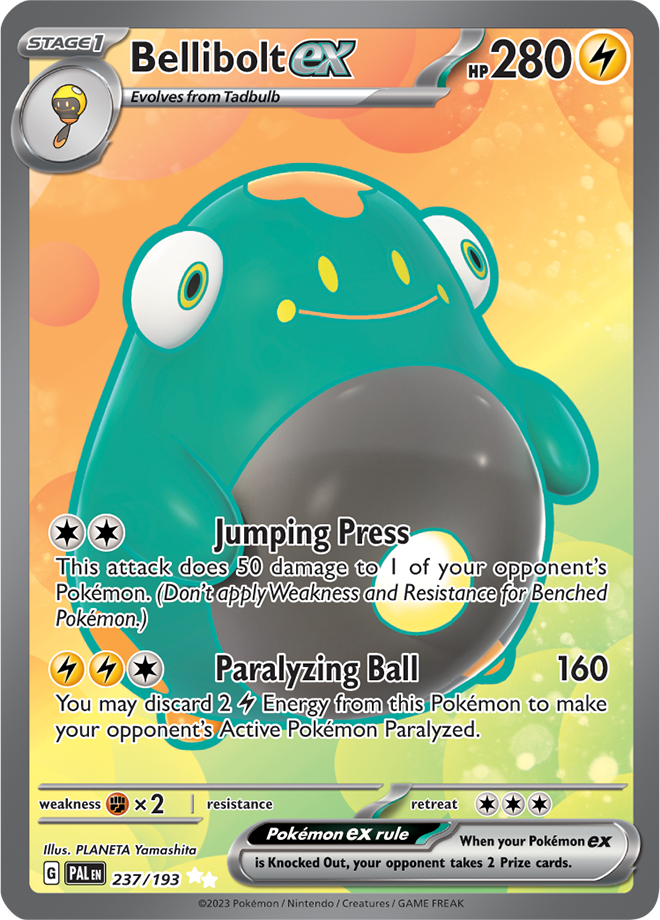 STAGE1
Bellibolt ex
HP 280
Evolves from Tadbulb
Jumping Press
This attack does 50 damage to 1 of your opponent's
Pokémon. (Don't apply Weakness and Resistance for Benched
Pokémon.)
Paralyzing Ball 160
You may discard 2 Energy from this Pokémon to make
your opponent's Active Pokémon Paralyzed.
weakness ×2 resistance retreat
Illus. PLANETA Yamashita
Pokémon ex rule
When your Pokémon ex
is Knocked Out, your opponent takes 2 Prize cards.
G PAL EN 237/193
©2023 Pokémon / Nintendo / Creatures / GAME FREAK